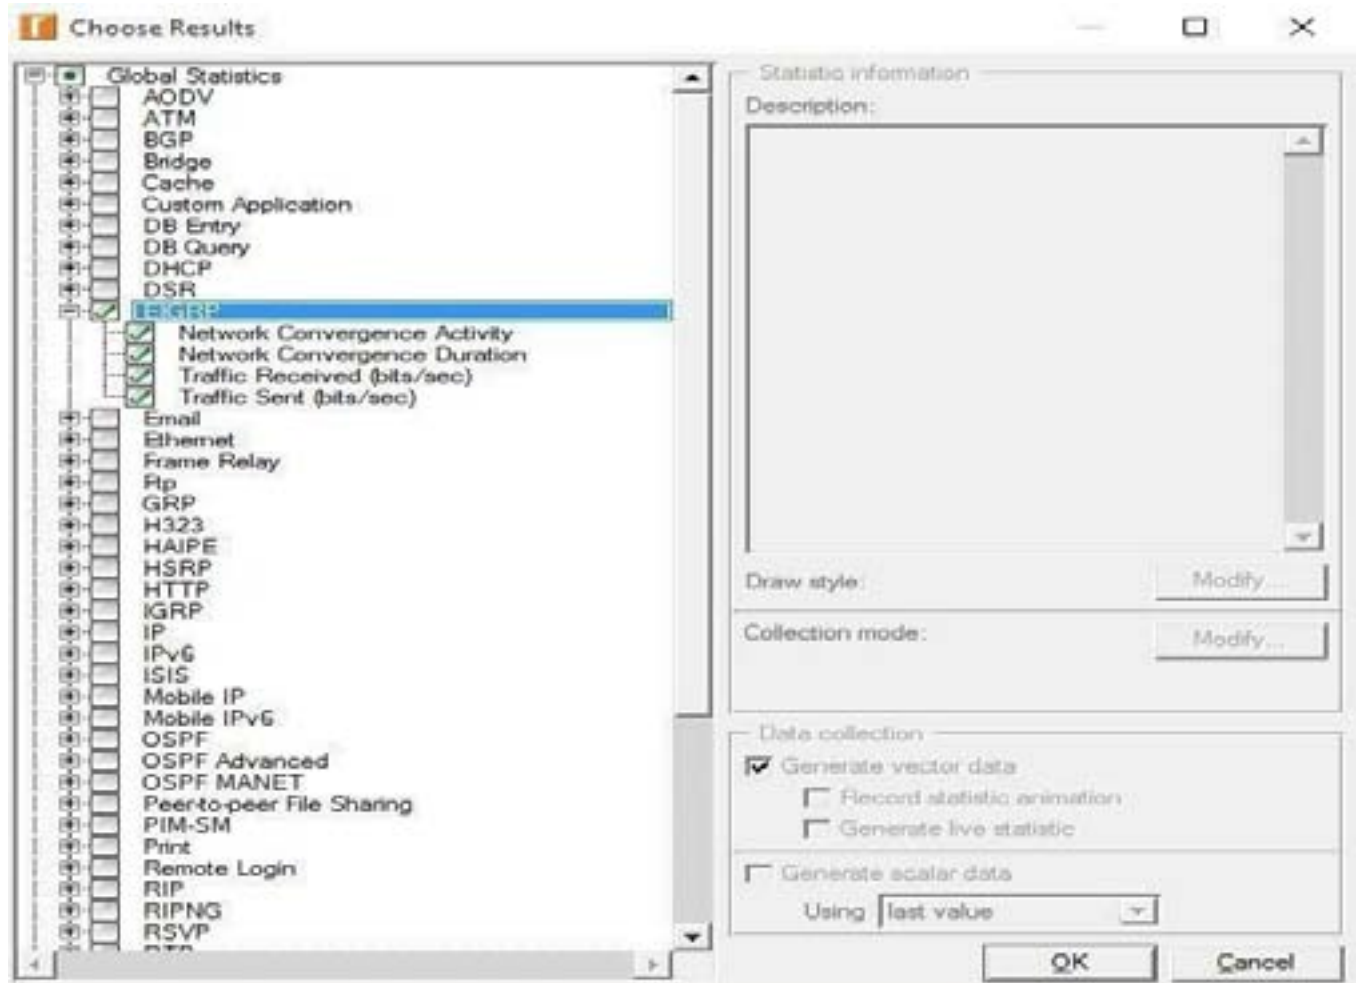 Choose Results
Global Statistics
AODV
ATM
BGP
Bridge
Cache
Custom Application
DB Entry
DB Query
DHCP
DSR
EIGRP
Network Convergence Activity
Network Convergence Duration
Traffic Received (bits/sec)
Traffic Sent (bits/sec)
Email
Ethernet
Frame Relay
Ftp
GRP
H323
HAIPE
HSRP
HTTP
IGRP
IP
IPv6
ISIS
Mobile IP
Mobile IPv6
OSPF
OSPF Advanced
OSPF MANET
Peer-to-peer File Sharing
PIM-SM
Print
Remote Login
RIP
RIPNG
RSVP
Statistic information
Description:
Draw style:
Modify...
Collection mode:
Modify...
Data collection
Generate vector data
Record statistic animation
Generate live statistic
Generate scalar data
Using last value
OK
Cancel